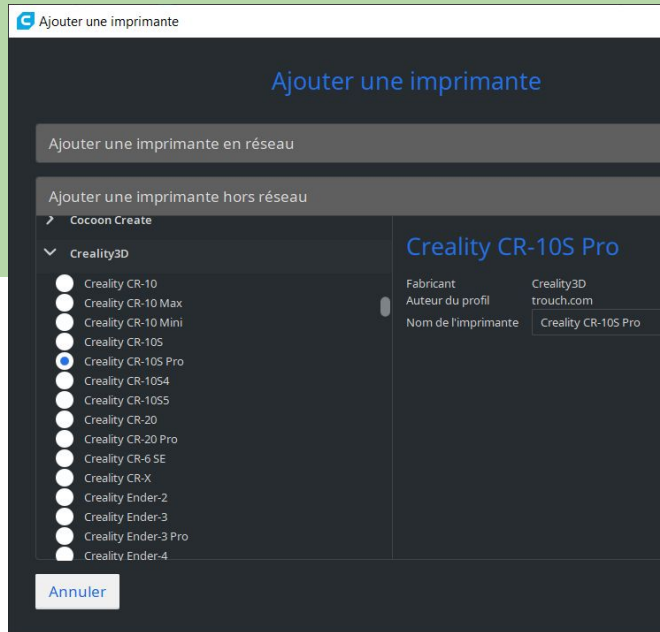 Ajouter une imprimante
Ajouter une imprimante
Ajouter une imprimante en réseau
Ajouter une imprimante hors réseau
Cocoon Create
Creality3D
Creality CR-10
Creality CR-10 Max
Creality CR-10 Mini
Creality CR-10S
Creality CR-10S Pro
Creality CR-10S4
Creality CR-10S5
Creality CR-20
Creality CR-20 Pro
Creality CR-6 SE
Creality CR-X
Creality Ender-2
Creality Ender-3
Creality Ender-3 Pro
Creality Ender-4
Creality CR-10S Pro
Fabricant Creality3D
Auteur du profil trouch.com
Nom de l'imprimante Creality CR-10S Pro
Annuler